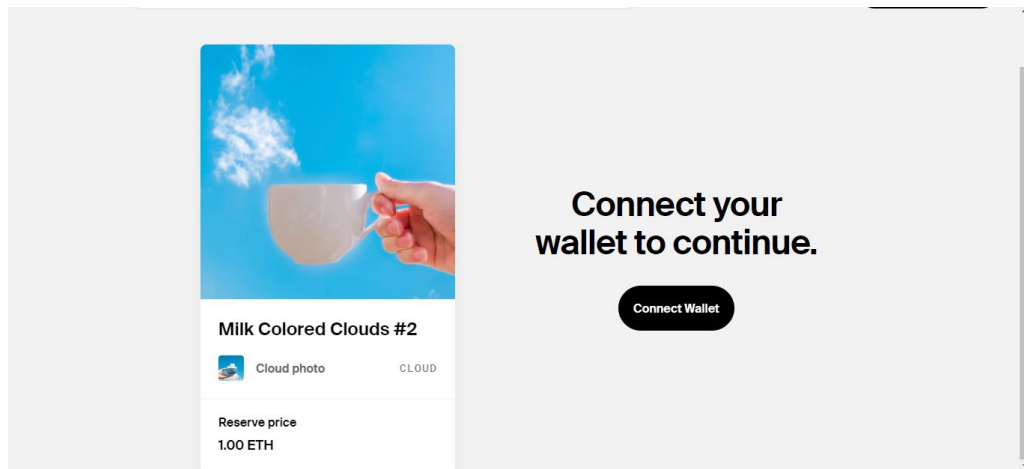 Milk Colored Clouds #2
Cloud photo
CLOUD
Reserve price
1.00 ETH
Connect your
wallet to continue.
Connect Wallet